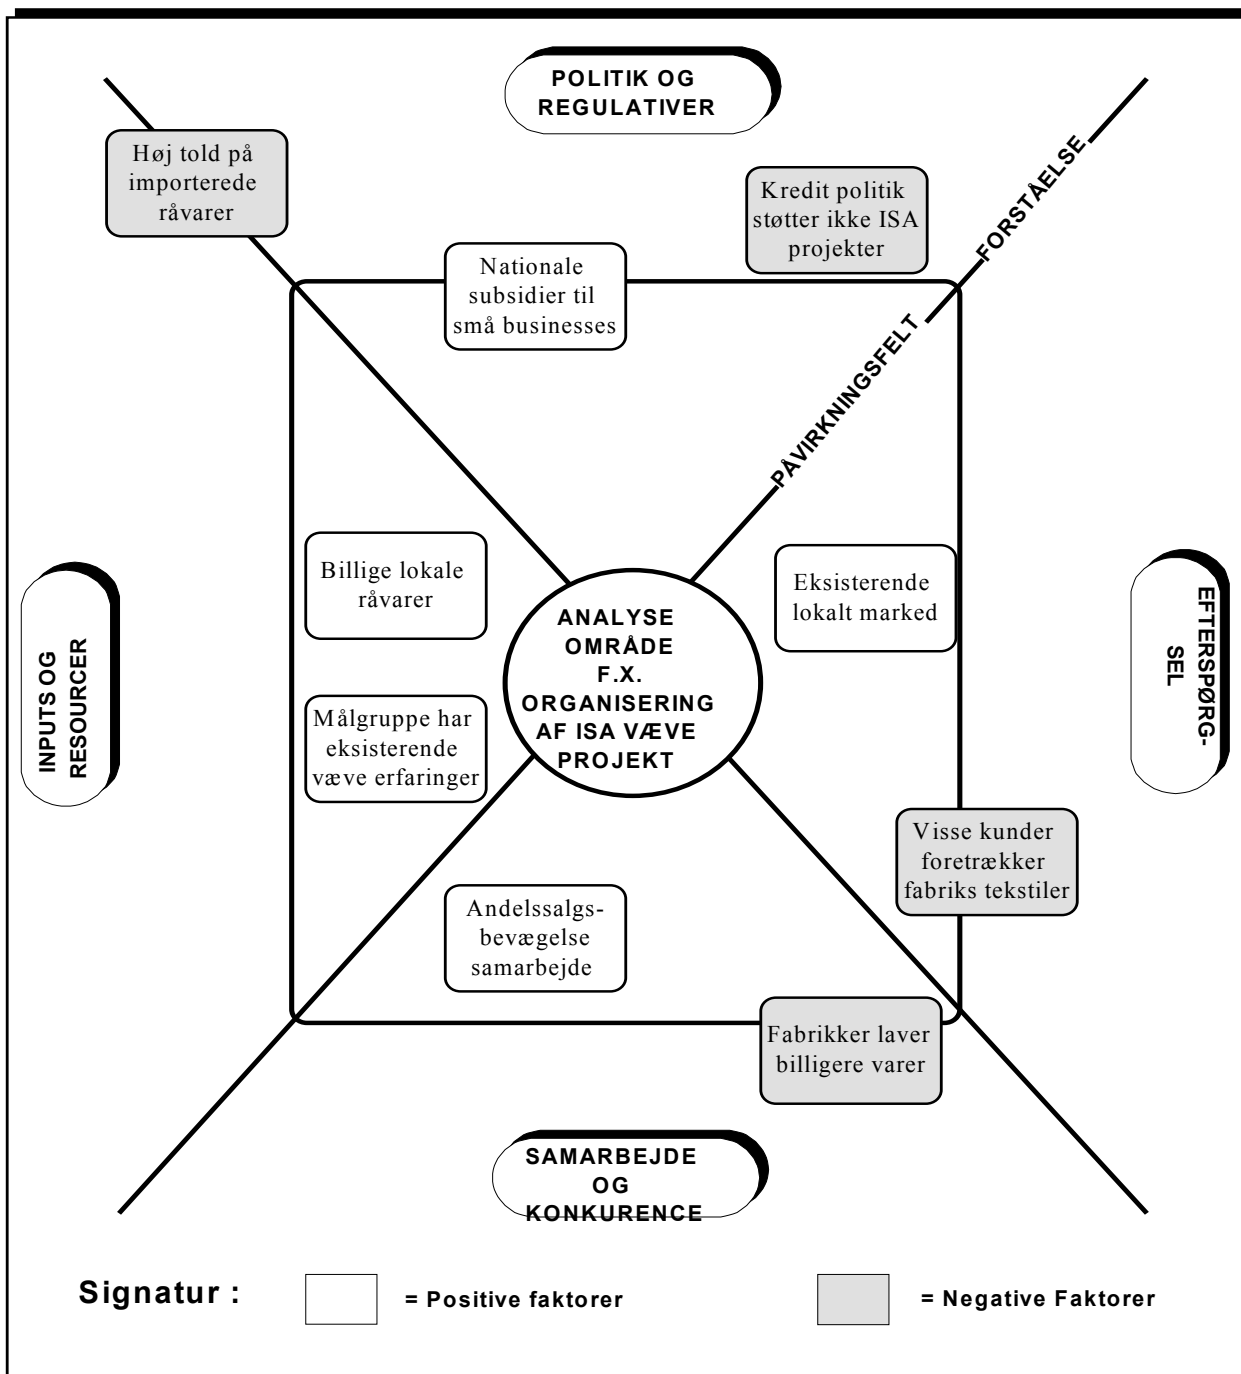 POLITIK OG
REGULATIVER
Høj told på
importerede
råvarer
Kredit politik
støtter ikke ISA
projekter
FORSTÅELSE
Nationale
subsidier til
små businesses
PÅVIRKNINGSFELT
Billige lokale
råvarer
Eksisterende
lokalt marked
INPUTS OG
RESOURCER
ANALYSE
OMRÅDE
F.X.
ORGANISERING
AF ISA VÆVE
PROJEKT
EFTERSPØRG-
SEL
Målgruppe har
eksisterende
væve erfaringer
Visse kunder
foretrækker
fabriks tekstiler
Andelssalgs-
bevægelse
samarbejde
Fabrikker laver
billigere varer
SAMARBEJDE
OG
KONKURENCE
Signatur :
= Positive faktorer
= Negative Faktorer